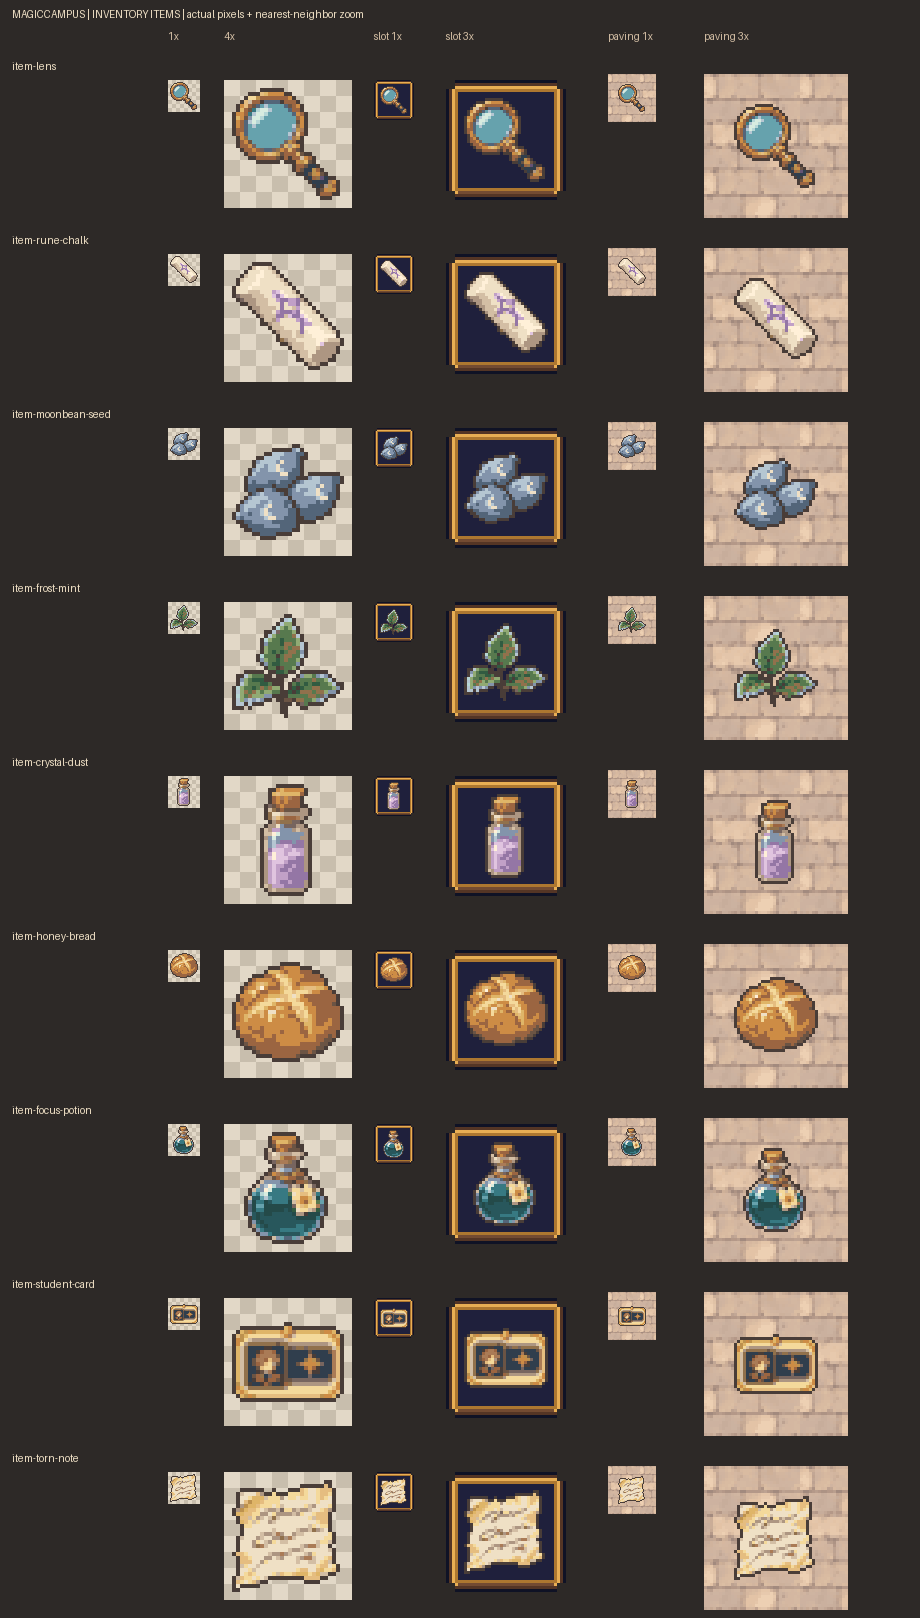 MAGICCAMPUS | INVENTORY ITEMS | actual pixels + nearest-neighbor zoom
1x 4x slot 1x slot 3x paving 1x paving 3x
item-lens
item-rune-chalk
item-moonbean-seed
item-frost-mint
item-crystal-dust
item-honey-bread
item-focus-potion
item-student-card
item-torn-note